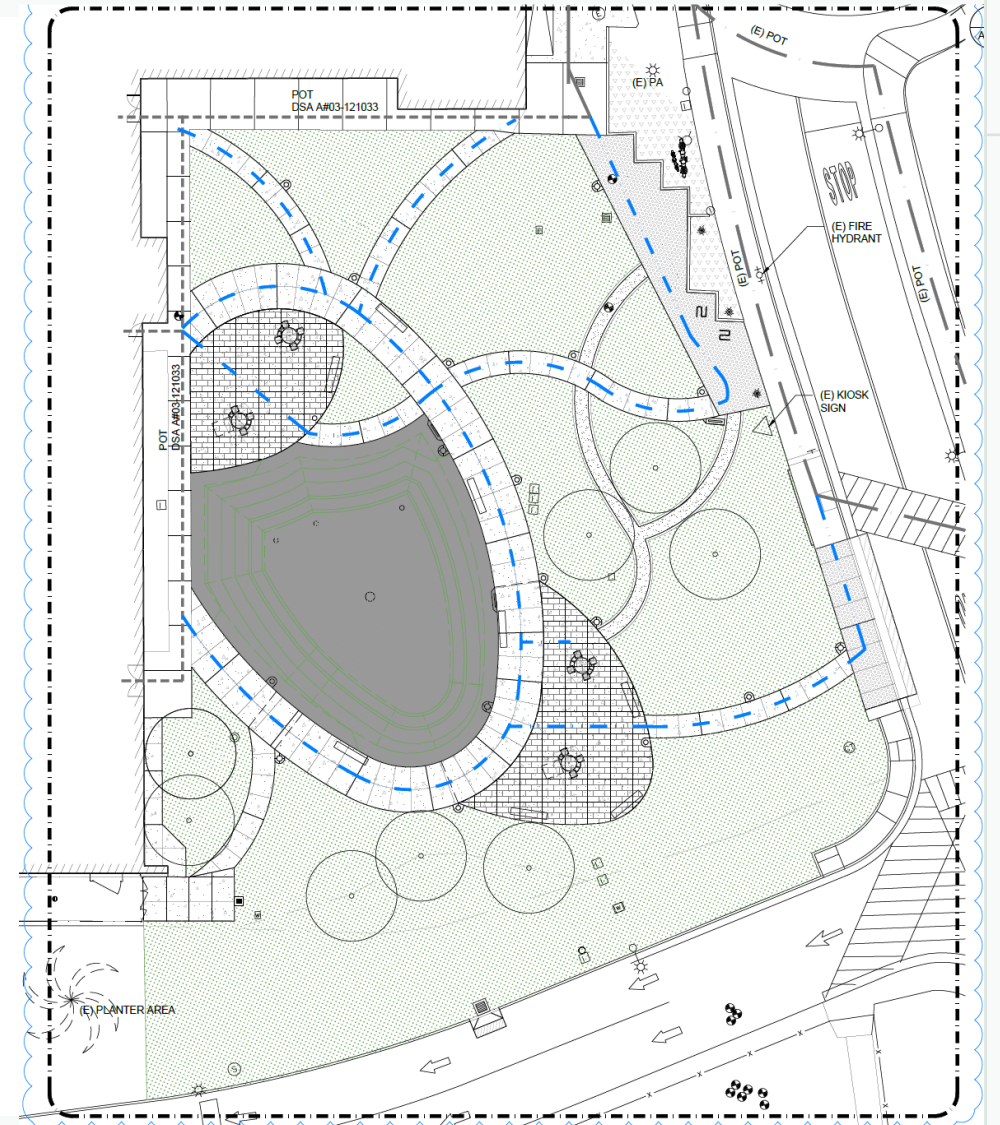 (E) POT
POT
DSA A#03-121033
(E) PA
STOP
(E) FIRE
HYDRANT
(E) POT
(E) POT
POT
DSA A#03-121033
(E) KIOSK
SIGN
(E) PLANTER AREA
S